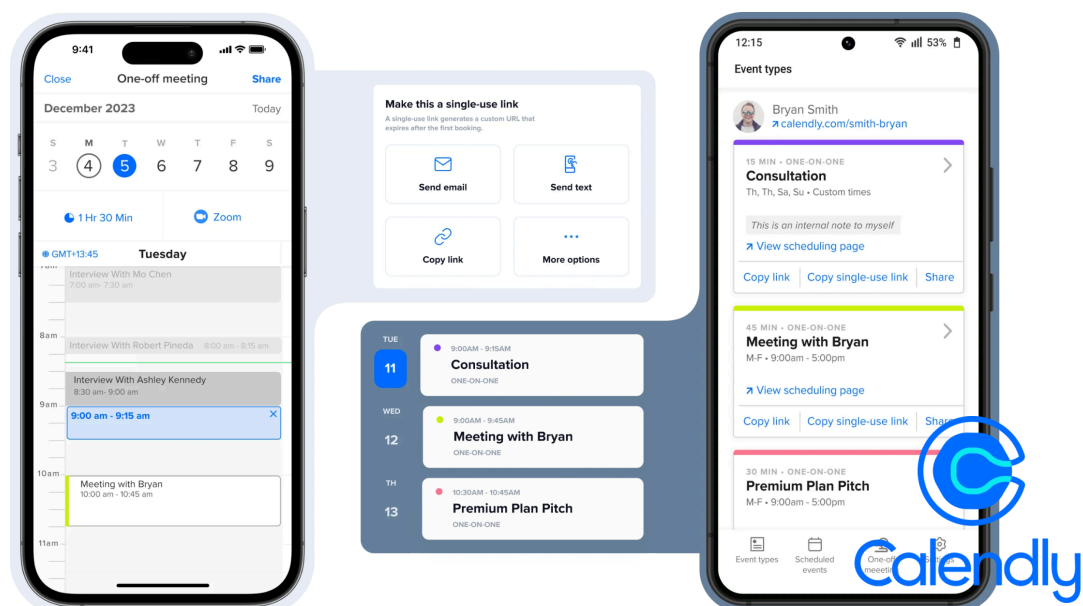 9:41
Close One-off meeting Share
December 2023 Today
S M T W T F S
3 4 5 6 7 8 9
1 Hr 30 Min Zoom
GMT+13:45 Tuesday
Interview With Mo Chen
7:00 am- 7:30 am
8am
Interview With Robert Pineda 8:00 am - 8:15 am
Interview With Ashley Kennedy
8:30 am- 9:00 am
9am
9:00 am - 9:15 am
10am
Meeting with Bryan
10:00 am - 10:45 am
11am
Make this a single-use link
A single-use link generates a custom URL that
expires after the first booking.
Send email Send text
Copy link More options
TUE
11
9:00AM - 9:15AM
Consultation
ONE-ON-ONE
WED
12
9:00AM - 9:45AM
Meeting with Bryan
ONE-ON-ONE
TH
13
10:30AM - 10:45AM
Premium Plan Pitch
ONE-ON-ONE
12:15 53%
Event types
Bryan Smith
calendly.com/smith-bryan
15 MIN • ONE-ON-ONE
Consultation
Th, Th, Sa, Su • Custom times
This is an internal note to myself
View scheduling page
Copy link Copy single-use link Share
45 MIN • ONE-ON-ONE
Meeting with Bryan
M-F • 9:00am - 5:00pm
View scheduling page
Copy link Copy single-use link Share
30 MIN • ONE-ON-ONE
Premium Plan Pitch
M-F • 9:00am - 5:00pm
Event types Scheduled
events
Calendly